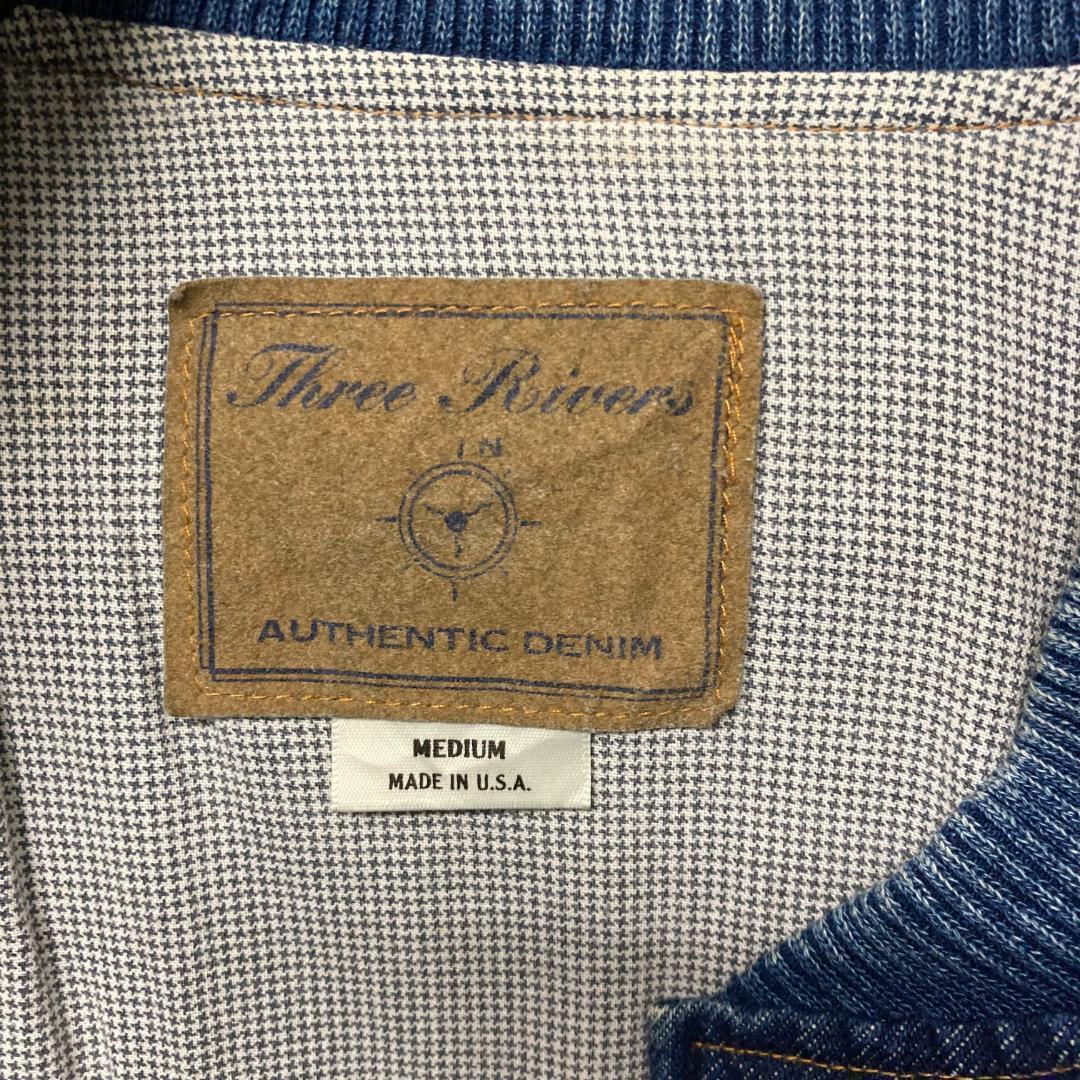 Three Rivers
N
AUTHENTIC DENIM
MEDIUM
MADE IN U.S.A.